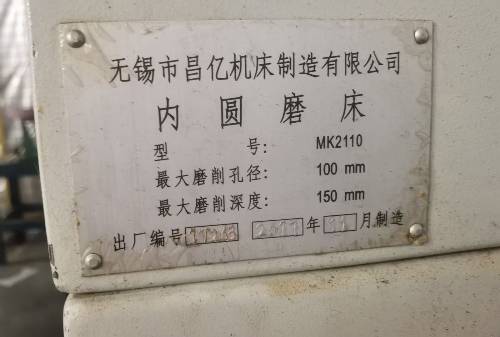 无锡市昌亿机床制造有限公司
内圆磨床
型 号: MK2110
最大磨削孔径: 100 mm
最大磨削深度: 150 mm
出厂编号 年 月制造